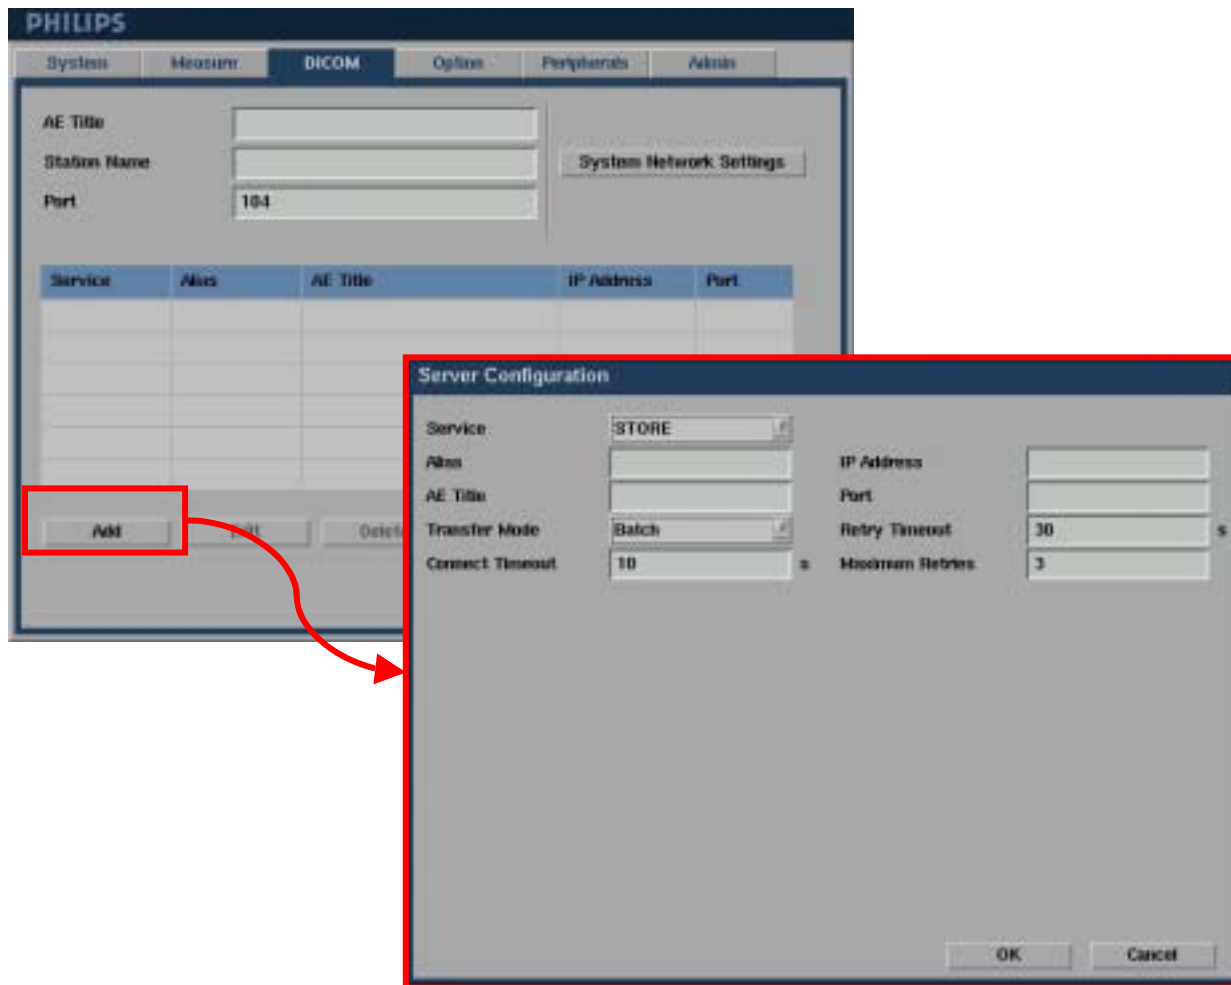 PHILIPS
System Measure DICOM Option Peripherals Admin
AE Title
Station Name
System Network Settings
Port 104
Service Alias AE Title IP Address Port
Add Edit Delete
Server Configuration
Service STORE
Alias IP Address
AE Title Port
Transfer Mode Batch Retry Timeout 30 s
Connect Timeout 10 s Maximum Retries 3
OK Cancel